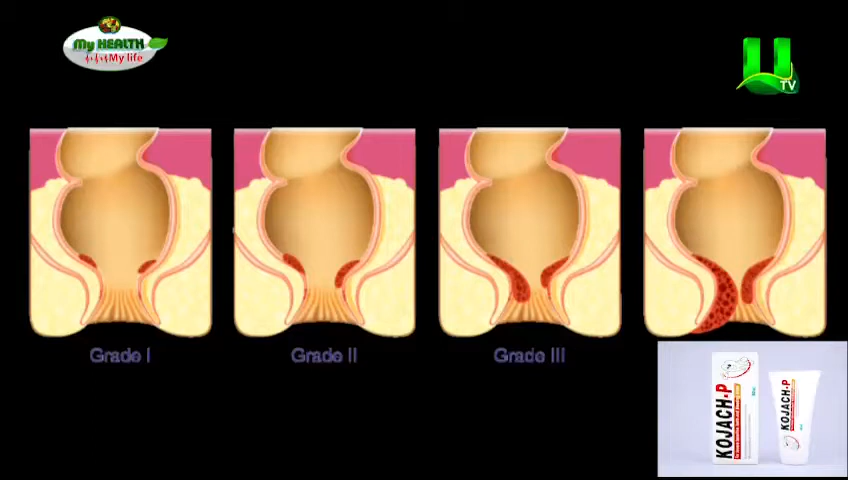 My HEALTH
My life
U
TV
Grade I
Grade II
Grade III
KOJACH-P
KOJACH-P